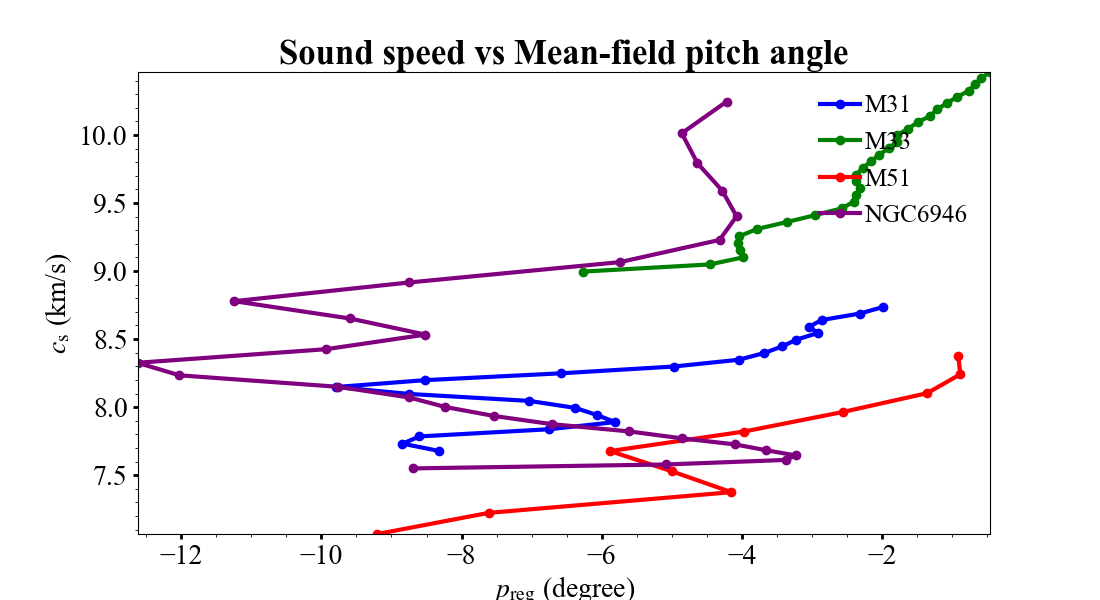 Sound speed vs Mean-field pitch angle
M31
M33
M51
NGC6946
10.0
9.5
9.0
8.5
8.0
7.5
c_s (km/s)
−12 −10 −8 −6 −4 −2
p_reg (degree)